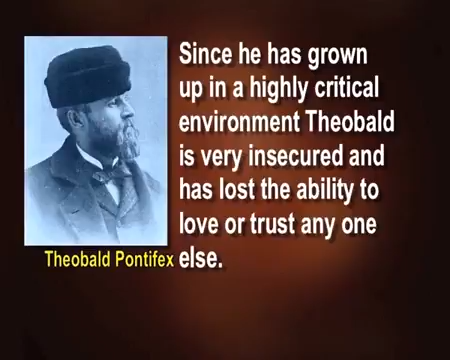 Since he has grown
up in a highly critical
environment Theobald
is very insecured and
has lost the ability to
love or trust any one
else.
Theobald Pontifex